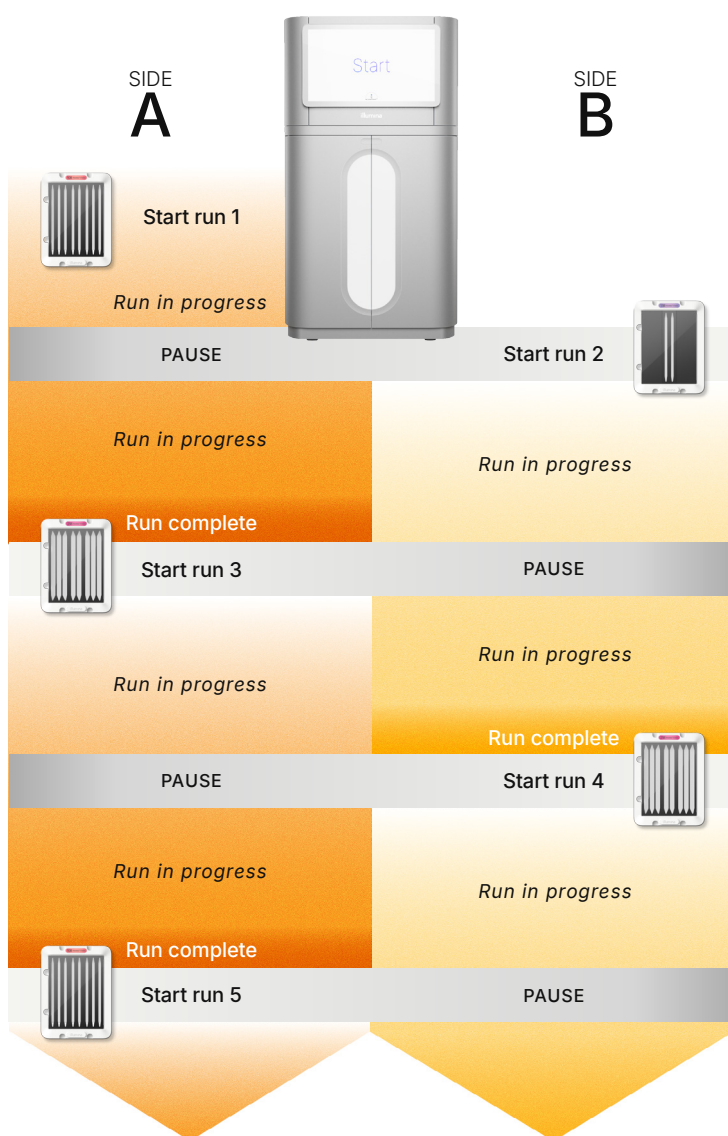 SIDE
A
SIDE
B
Start
illumina
Start run 1
Run in progress
PAUSE
Start run 2
Run in progress
Run in progress
Run complete
Start run 3
PAUSE
Run in progress
Run in progress
Run complete
PAUSE
Start run 4
Run in progress
Run in progress
Run complete
Start run 5
PAUSE